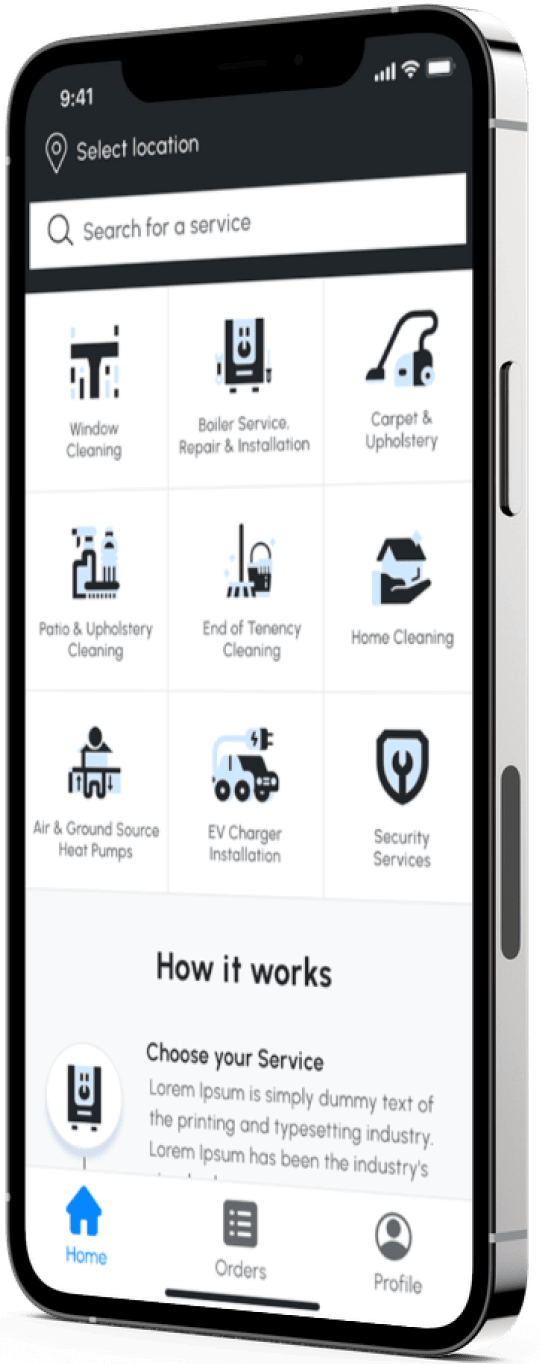 9:41
Select location
Search for a service
Window
Cleaning
Boiler Service.
Repair & Installation
Carpet &
Upholstery
Patio & Upholstery
Cleaning
End of Tenency
Cleaning
Home Cleaning
Air & Ground Source
Heat Pumps
EV Charger
Installation
Security
Services
How it works
Choose your Service
Lorem Ipsum is simply dummy text of
the printing and typesetting industry.
Lorem Ipsum has been the industry's
Home
Orders
Profile